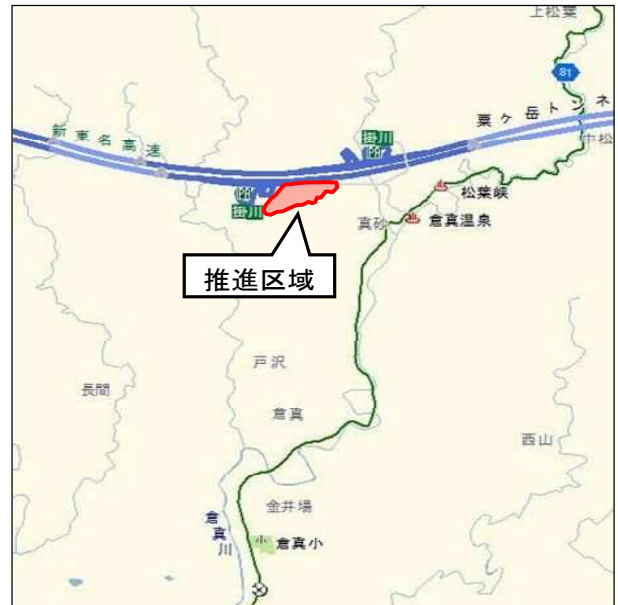 上松葉
81
粟ヶ岳トンネ
新東名高速
掛川
中松
松葉峡
掛川
真砂
倉真温泉
推進区域
戸沢
長間
倉真
西山
金井場
倉真川
倉真小